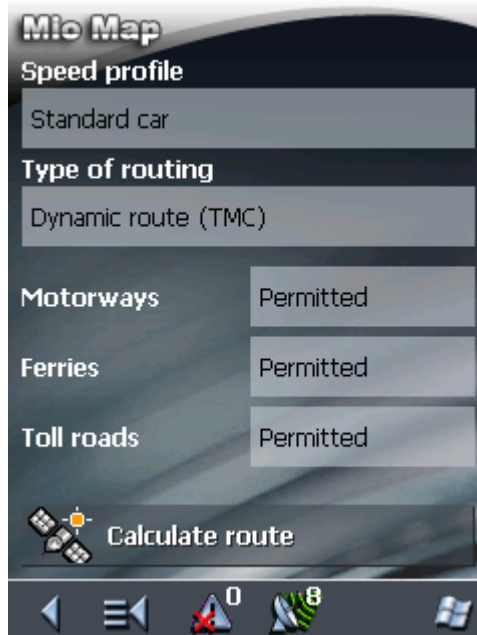 Mio Map
Speed profile
Standard car
Type of routing
Dynamic route (TMC)
Motorways Permitted
Ferries Permitted
Toll roads Permitted
Calculate route
0 8